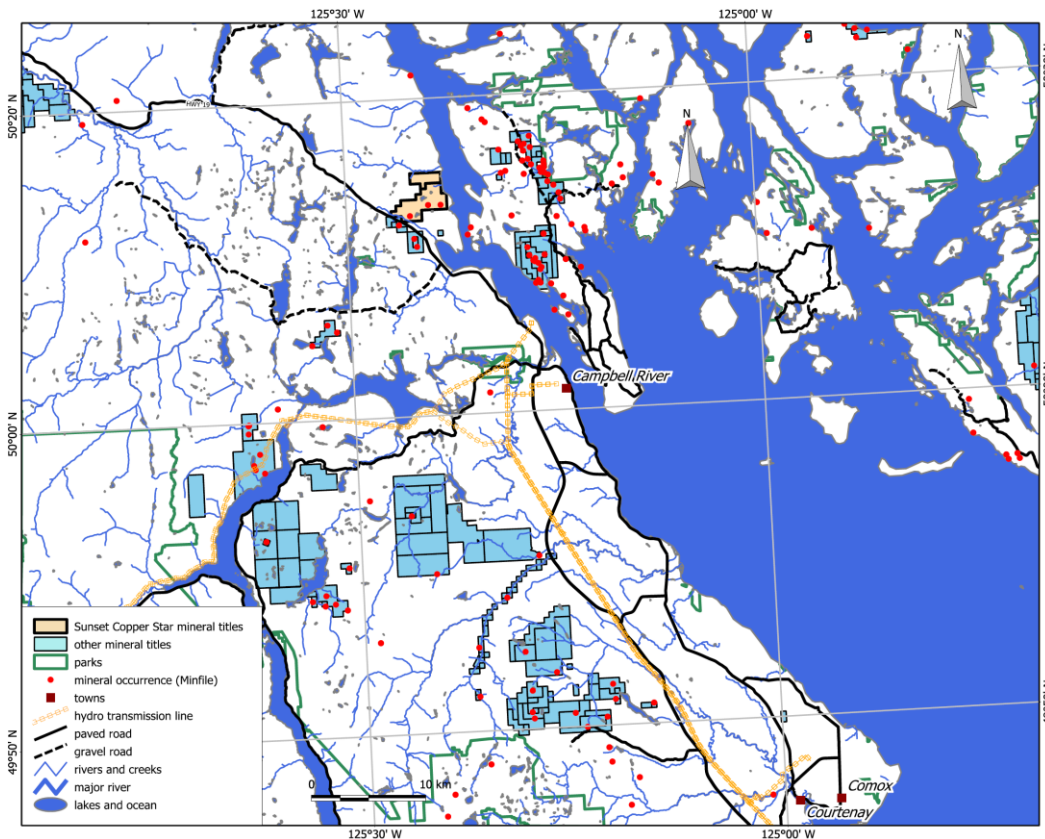 125°30' W
125°00' W
N
N
HWY 19
50°20' N
Campbell River
50°00' N
Sunset Copper Star mineral titles
other mineral titles
parks
mineral occurrence (Minfile)
towns
hydro transmission line
paved road
gravel road
rivers and creeks
major river
lakes and ocean
49°50' N
0
10 km
Comox
Courtenay
125°30' W
125°00' W